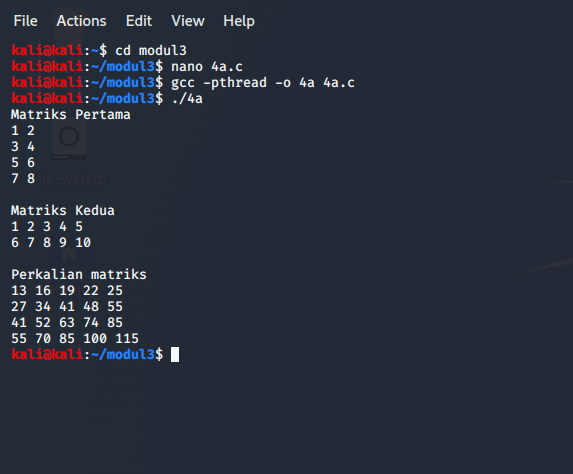 File Actions Edit View Help
kali@kali:~$ cd modul3
kali@kali:~/modul3$ nano 4a.c
kali@kali:~/modul3$ gcc -pthread -o 4a 4a.c
kali@kali:~/modul3$ ./4a
Matriks Pertama
1 2
3 4
5 6
7 8
System
Matriks Kedua
1 2 3 4 5
6 7 8 9 10
Perkalian matriks
13 16 19 22 25
27 34 41 48 55
41 52 63 74 85
55 70 85 100 115
kali@kali:~/modul3$